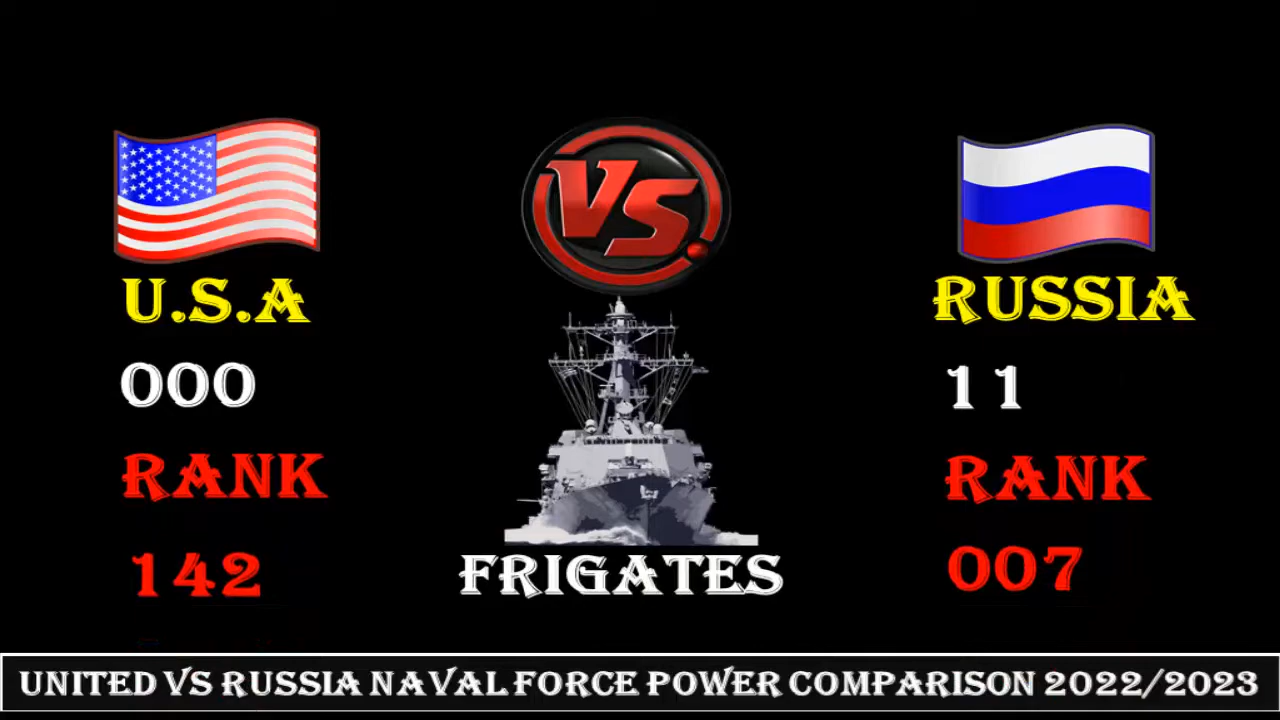 VS.
U.S.A
000
RANK
142
FRIGATES
RUSSIA
11
RANK
007
UNITED VS RUSSIA NAVAL FORCE POWER COMPARISON 2022/2023